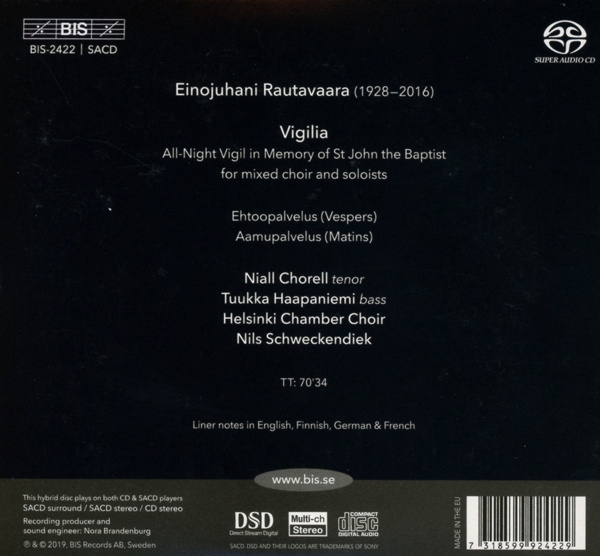 BIS
BIS-2422 | SACD
SUPER AUDIO CD
Einojuhani Rautavaara (1928–2016)
Vigilia
All-Night Vigil in Memory of St John the Baptist
for mixed choir and soloists
Ehtoopalvelus (Vespers)
Aamupalvelus (Matins)
Niall Chorell tenor
Tuukka Haapaniemi bass
Helsinki Chamber Choir
Nils Schweckendiek
TT: 70'34
Liner notes in English, Finnish, German & French
www.bis.se
This hybrid disc plays on both CD & SACD players
SACD surround / SACD stereo / CD stereo
Recording producer and
sound engineer: Nora Brandenburg
℗ & © 2019, BIS Records AB, Sweden
DSD
Direct Stream Digital
Multi-ch
Stereo
COMPACT
disc
DIGITAL AUDIO
SACD, DSD AND THEIR LOGOS ARE TRADEMARKS OF SONY
MADE IN THE EU
7 318599 924229